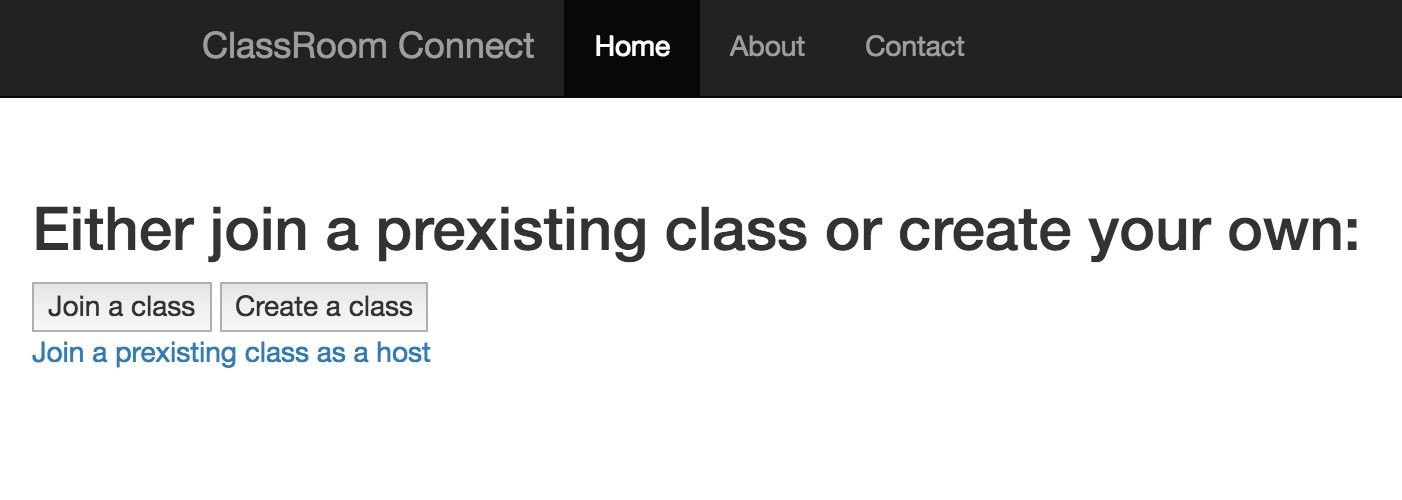 ClassRoom Connect Home About Contact
Either join a prexisting class or create your own:
Join a class Create a class
Join a prexisting class as a host